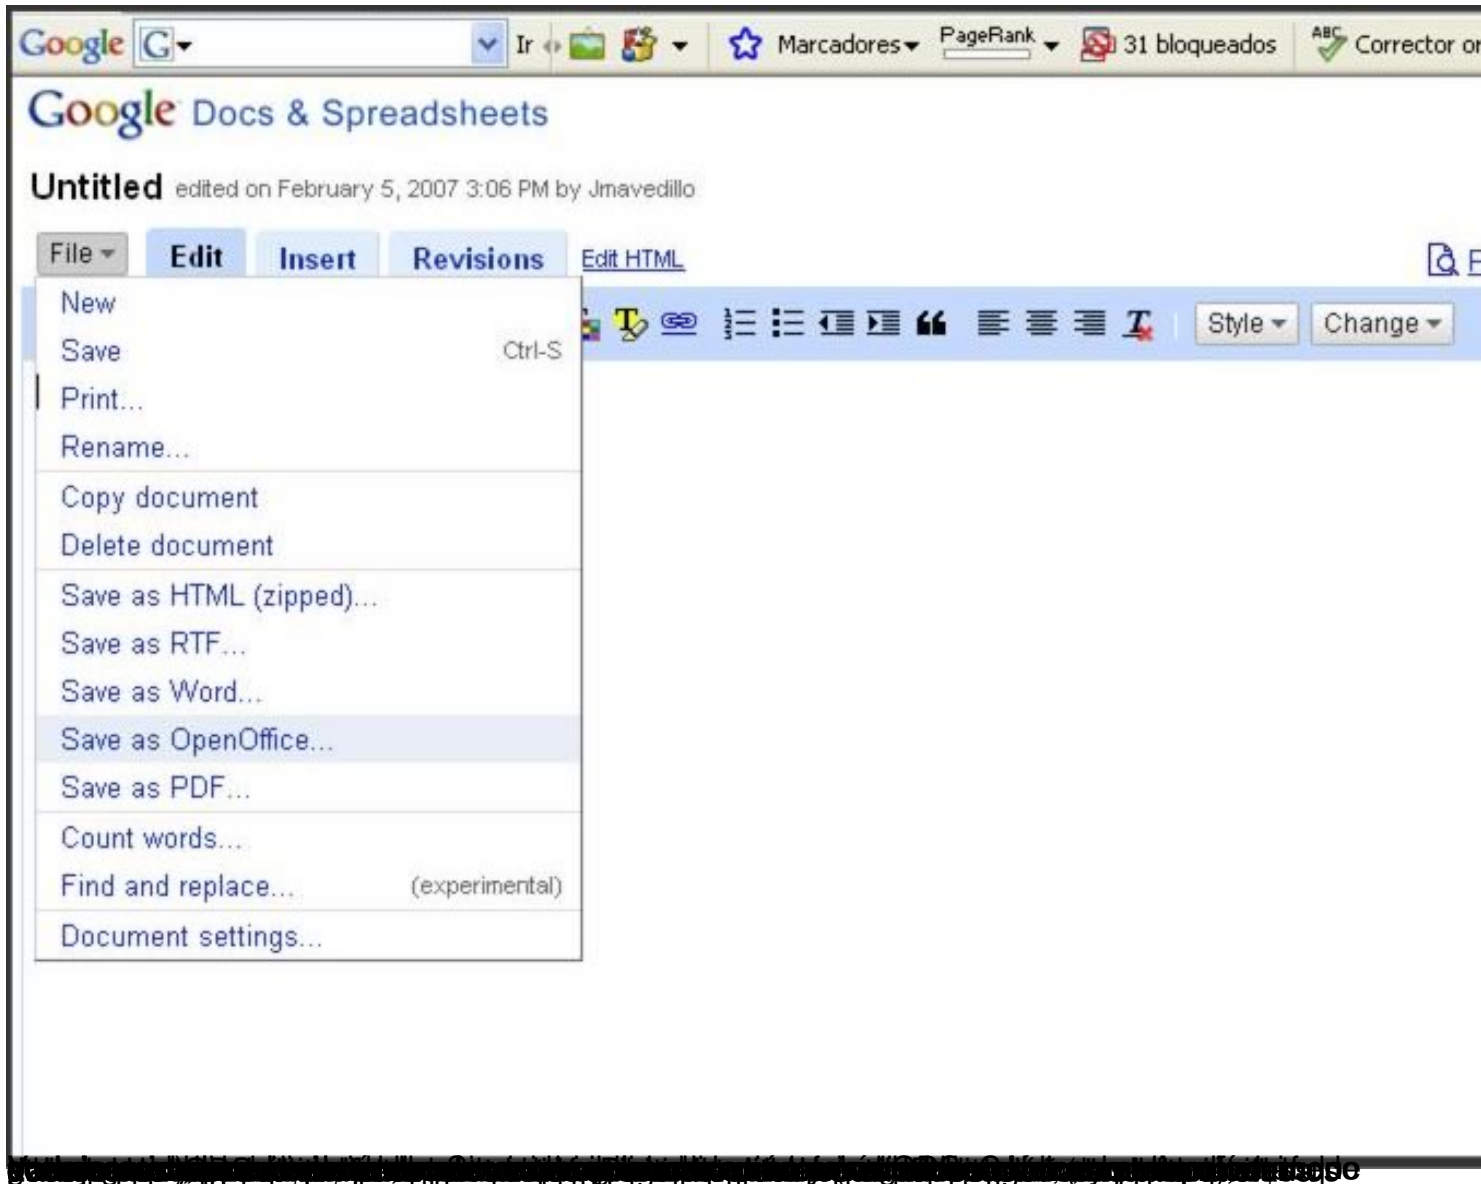 Google G Ir Marcadores PageRank 31 bloqueados ABC Corrector
Google Docs & Spreadsheets
Untitled edited on February 5, 2007 3:06 PM by Jmavedillo
File Edit Insert Revisions Edit HTML
Style Change
New
Save Ctrl-S
Print...
Rename...
Copy document
Delete document
Save as HTML (zipped)...
Save as RTF...
Save as Word...
Save as OpenOffice...
Save as PDF...
Count words...
Find and replace... (experimental)
Document settings...